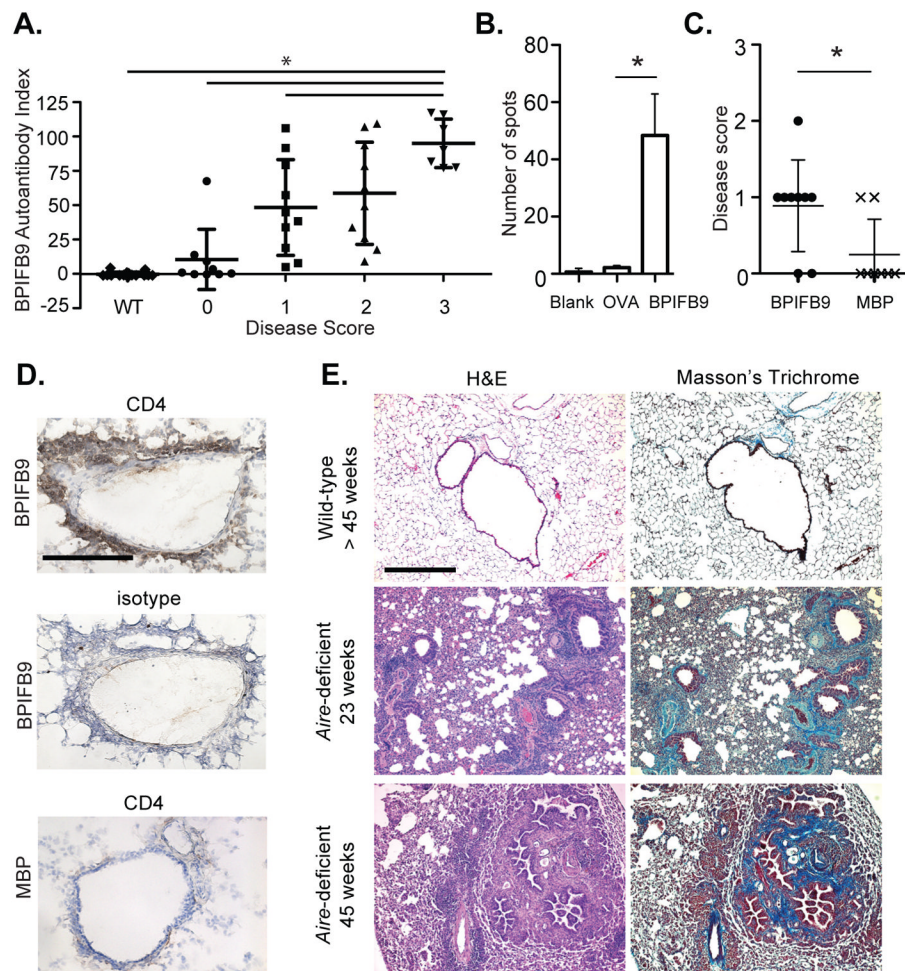 A.
*
BPIFB9 Autoantibody Index
125
100
75
50
25
0
-25
WT
0
1
2
3
Disease Score
B.
*
Number of spots
80
60
40
20
0
Blank
OVA
BPIFB9
C.
*
Disease score
3
2
1
0
BPIFB9
MBP
D.
CD4
BPIFB9
isotype
BPIFB9
CD4
MBP
E.
H&E
Masson's Trichrome
Wild-type
> 45 weeks
Aire-deficient
23 weeks
Aire-deficient
45 weeks